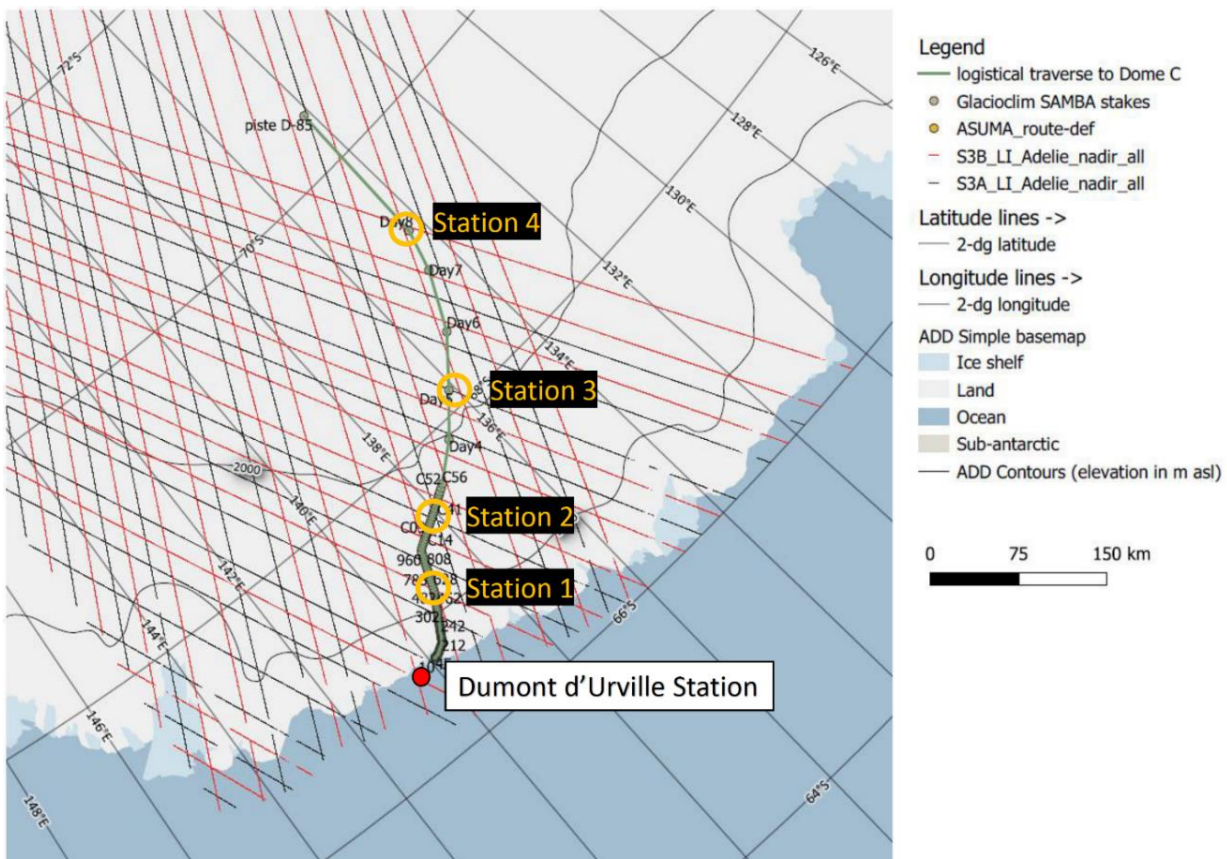 72°S
126°E
128°E
piste D-85
130°E
Day8
Station 4
70°S
Day7
132°E
Day6
134°E
Station 3
Day5
136°E
138°E
Day4
2000
C52
C56
140°E
Station 2
C14
960
808
142°E
Station 1
302
242
66°S
212
144°E
Dumont d’Urville Station
146°E
64°S
148°E
Legend
logistical traverse to Dome C
Glacioclim SAMBA stakes
ASUMA_route-def
S3B_LI_Adelie_nadir_all
S3A_LI_Adelie_nadir_all
Latitude lines ->
2-dg latitude
Longitude lines ->
2-dg longitude
ADD Simple basemap
Ice shelf
Land
Ocean
Sub-antarctic
ADD Contours (elevation in m asl)
0 75 150 km